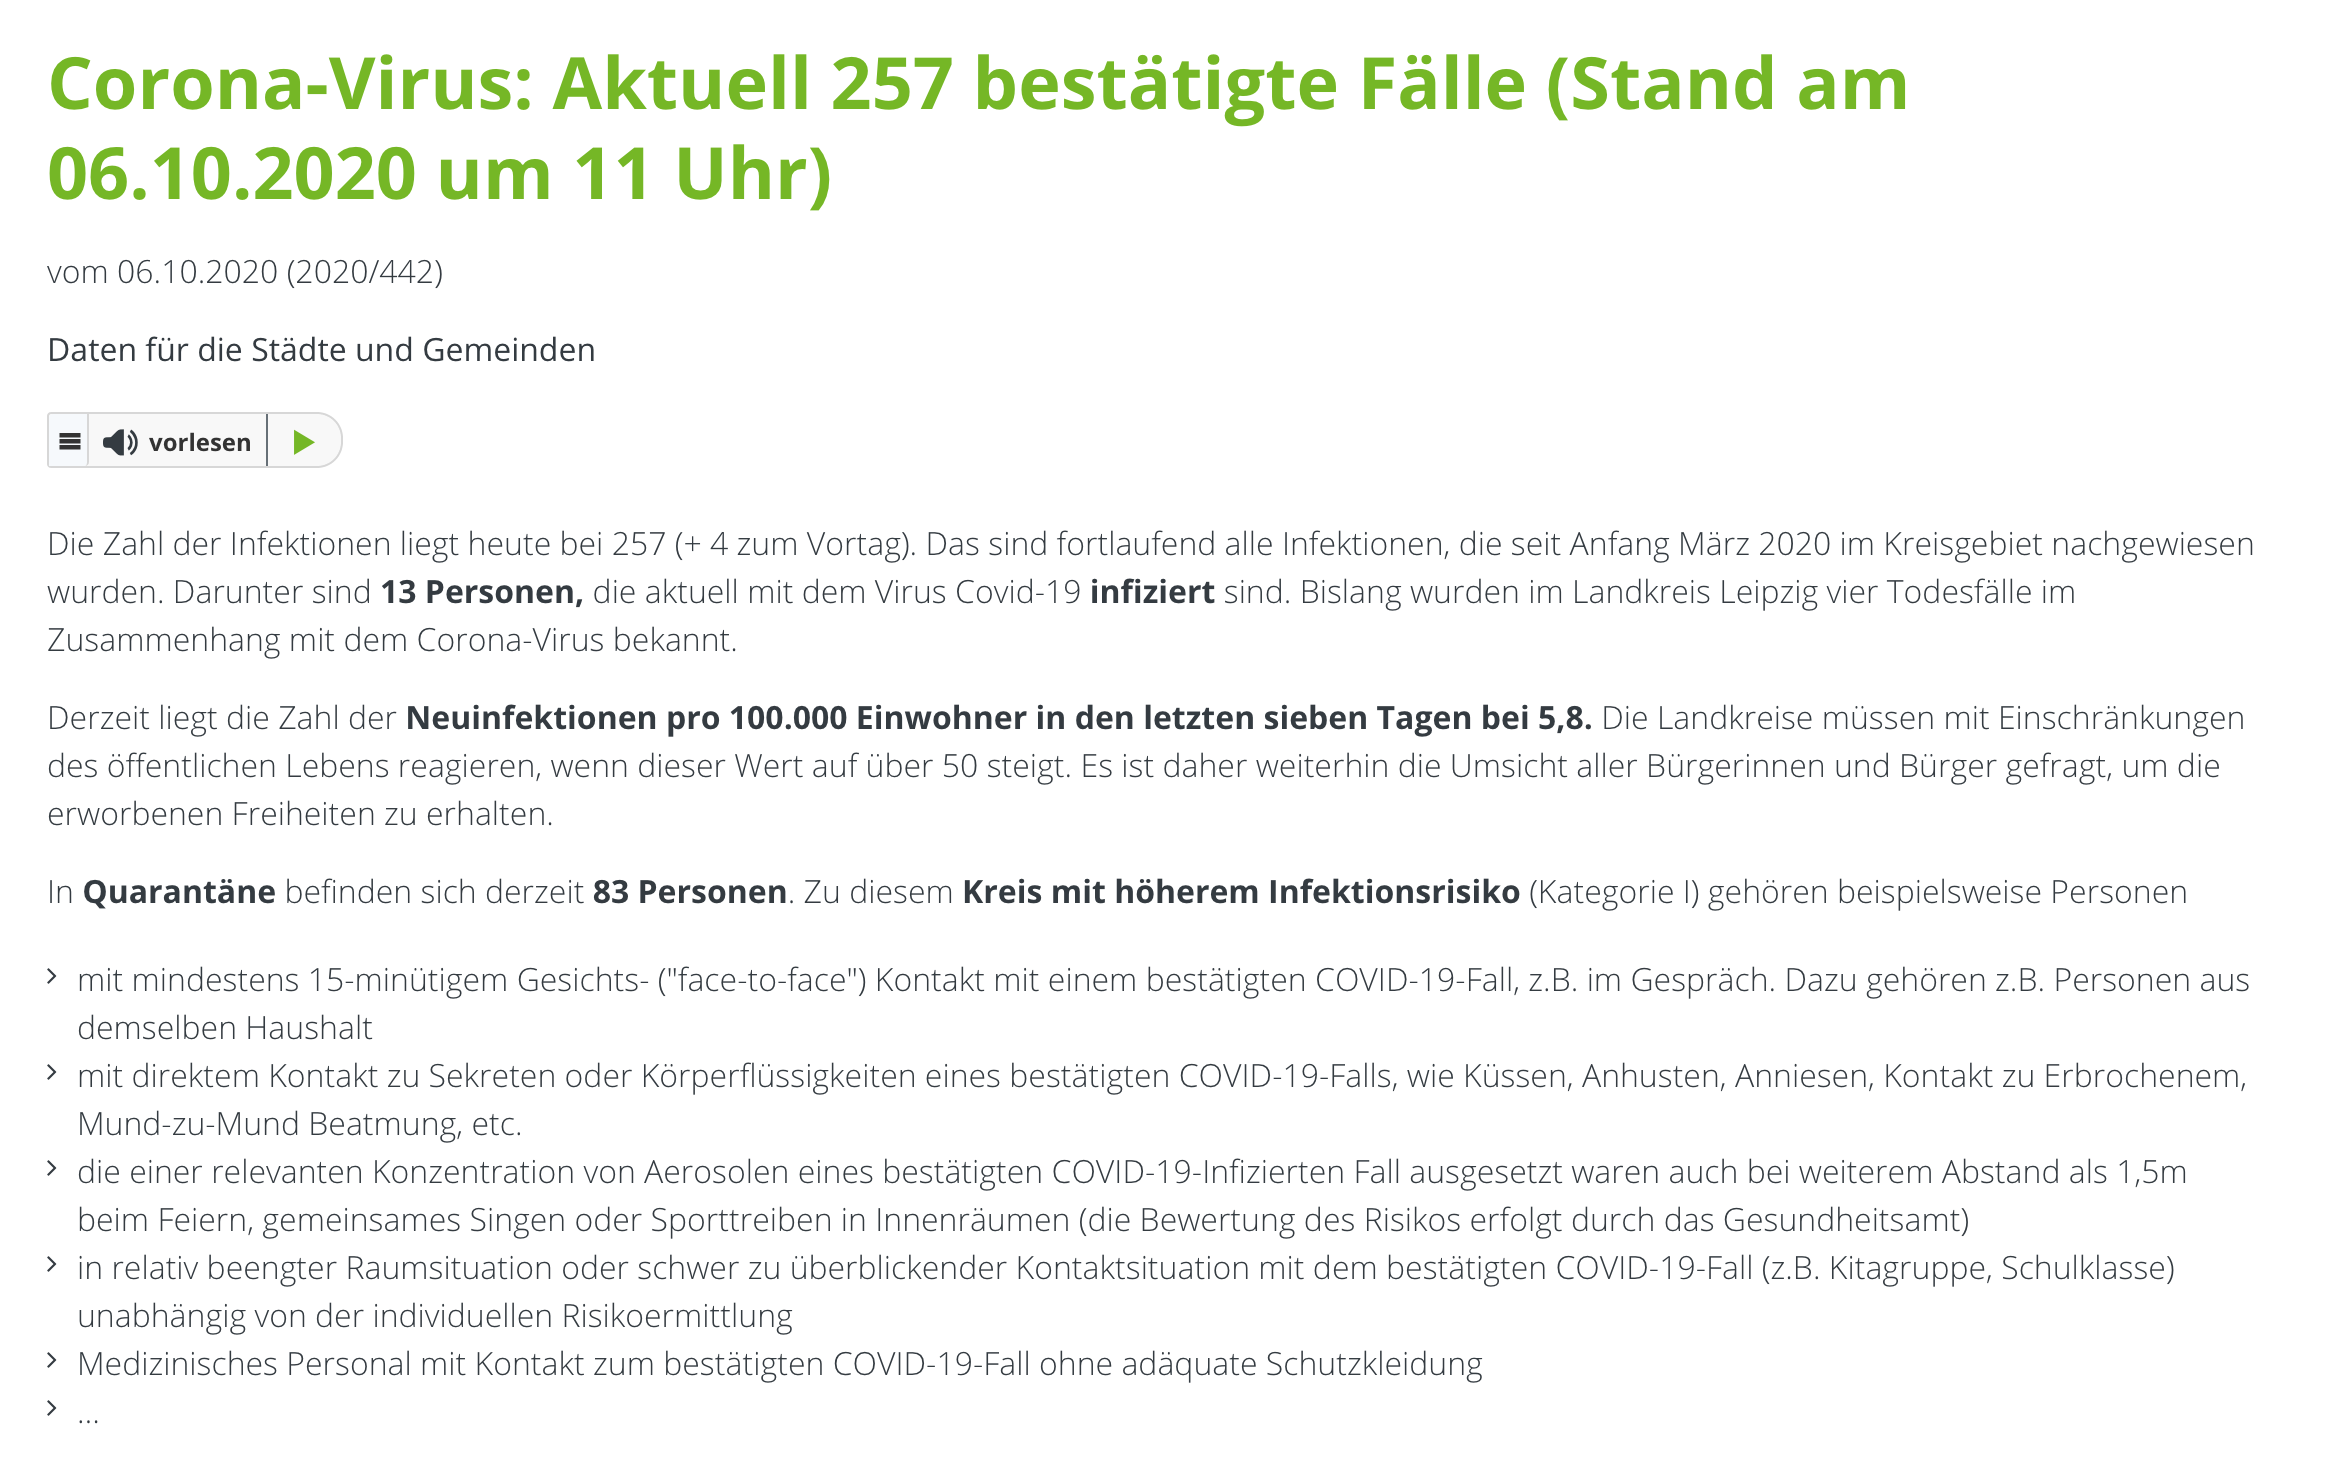 Corona-Virus: Aktuell 257 bestätigte Fälle (Stand am
06.10.2020 um 11 Uhr)
vom 06.10.2020 (2020/442)
Daten für die Städte und Gemeinden
vorlesen
Die Zahl der Infektionen liegt heute bei 257 (+ 4 zum Vortag). Das sind fortlaufend alle Infektionen, die seit Anfang März 2020 im Kreisgebiet nachgewiesen
wurden. Darunter sind 13 Personen, die aktuell mit dem Virus Covid-19 infiziert sind. Bislang wurden im Landkreis Leipzig vier Todesfälle im
Zusammenhang mit dem Corona-Virus bekannt.
Derzeit liegt die Zahl der Neuinfektionen pro 100.000 Einwohner in den letzten sieben Tagen bei 5,8. Die Landkreise müssen mit Einschränkungen
des öffentlichen Lebens reagieren, wenn dieser Wert auf über 50 steigt. Es ist daher weiterhin die Umsicht aller Bürgerinnen und Bürger gefragt, um die
erworbenen Freiheiten zu erhalten.
In Quarantäne befinden sich derzeit 83 Personen. Zu diesem Kreis mit höherem Infektionsrisiko (Kategorie I) gehören beispielsweise Personen
mit mindestens 15-minütigem Gesichts- ("face-to-face") Kontakt mit einem bestätigten COVID-19-Fall, z.B. im Gespräch. Dazu gehören z.B. Personen aus
demselben Haushalt
mit direktem Kontakt zu Sekreten oder Körperflüssigkeiten eines bestätigten COVID-19-Falls, wie Küssen, Anhusten, Anniesen, Kontakt zu Erbrochenem,
Mund-zu-Mund Beatmung, etc.
die einer relevanten Konzentration von Aerosolen eines bestätigten COVID-19-Infizierten Fall ausgesetzt waren auch bei weiterem Abstand als 1,5m
beim Feiern, gemeinsames Singen oder Sporttreiben in Innenräumen (die Bewertung des Risikos erfolgt durch das Gesundheitsamt)
in relativ beengter Raumsituation oder schwer zu überblickender Kontaktsituation mit dem bestätigten COVID-19-Fall (z.B. Kitagruppe, Schulklasse)
unabhängig von der individuellen Risikoermittlung
Medizinisches Personal mit Kontakt zum bestätigten COVID-19-Fall ohne adäquate Schutzkleidung
...